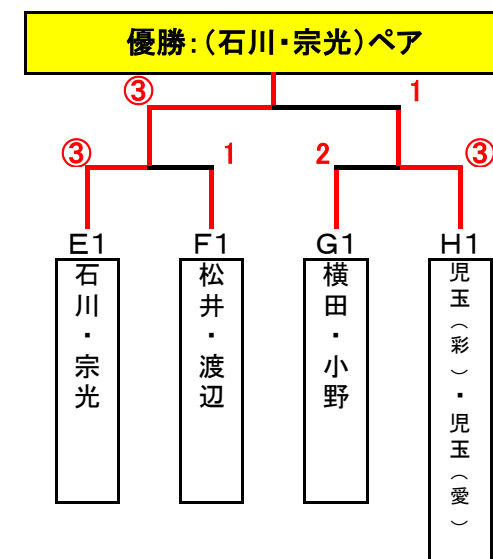 優勝:(石川・宗光)ペア
③ 1
③ 1 2 ③
E1 F1 G1 H1
石川・宗光
松井・渡辺
横田・小野
児玉(彩)・児玉(愛)